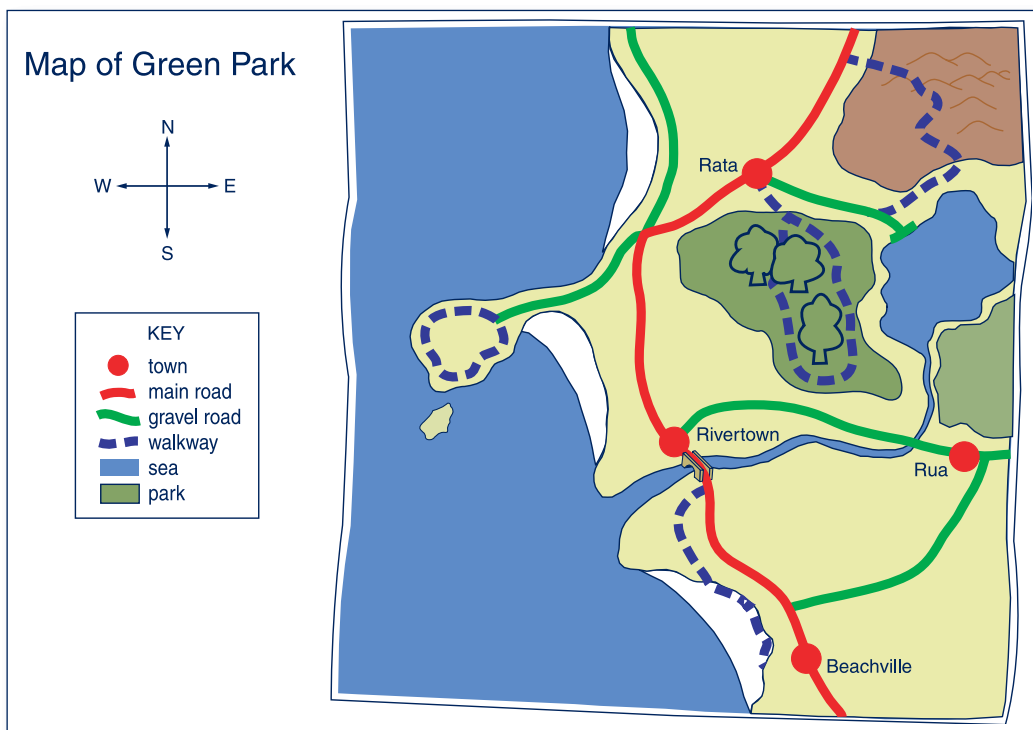 Map of Green Park
N
W
E
S
KEY
town
main road
gravel road
walkway
sea
park
Rata
Rivertown
Rua
Beachville